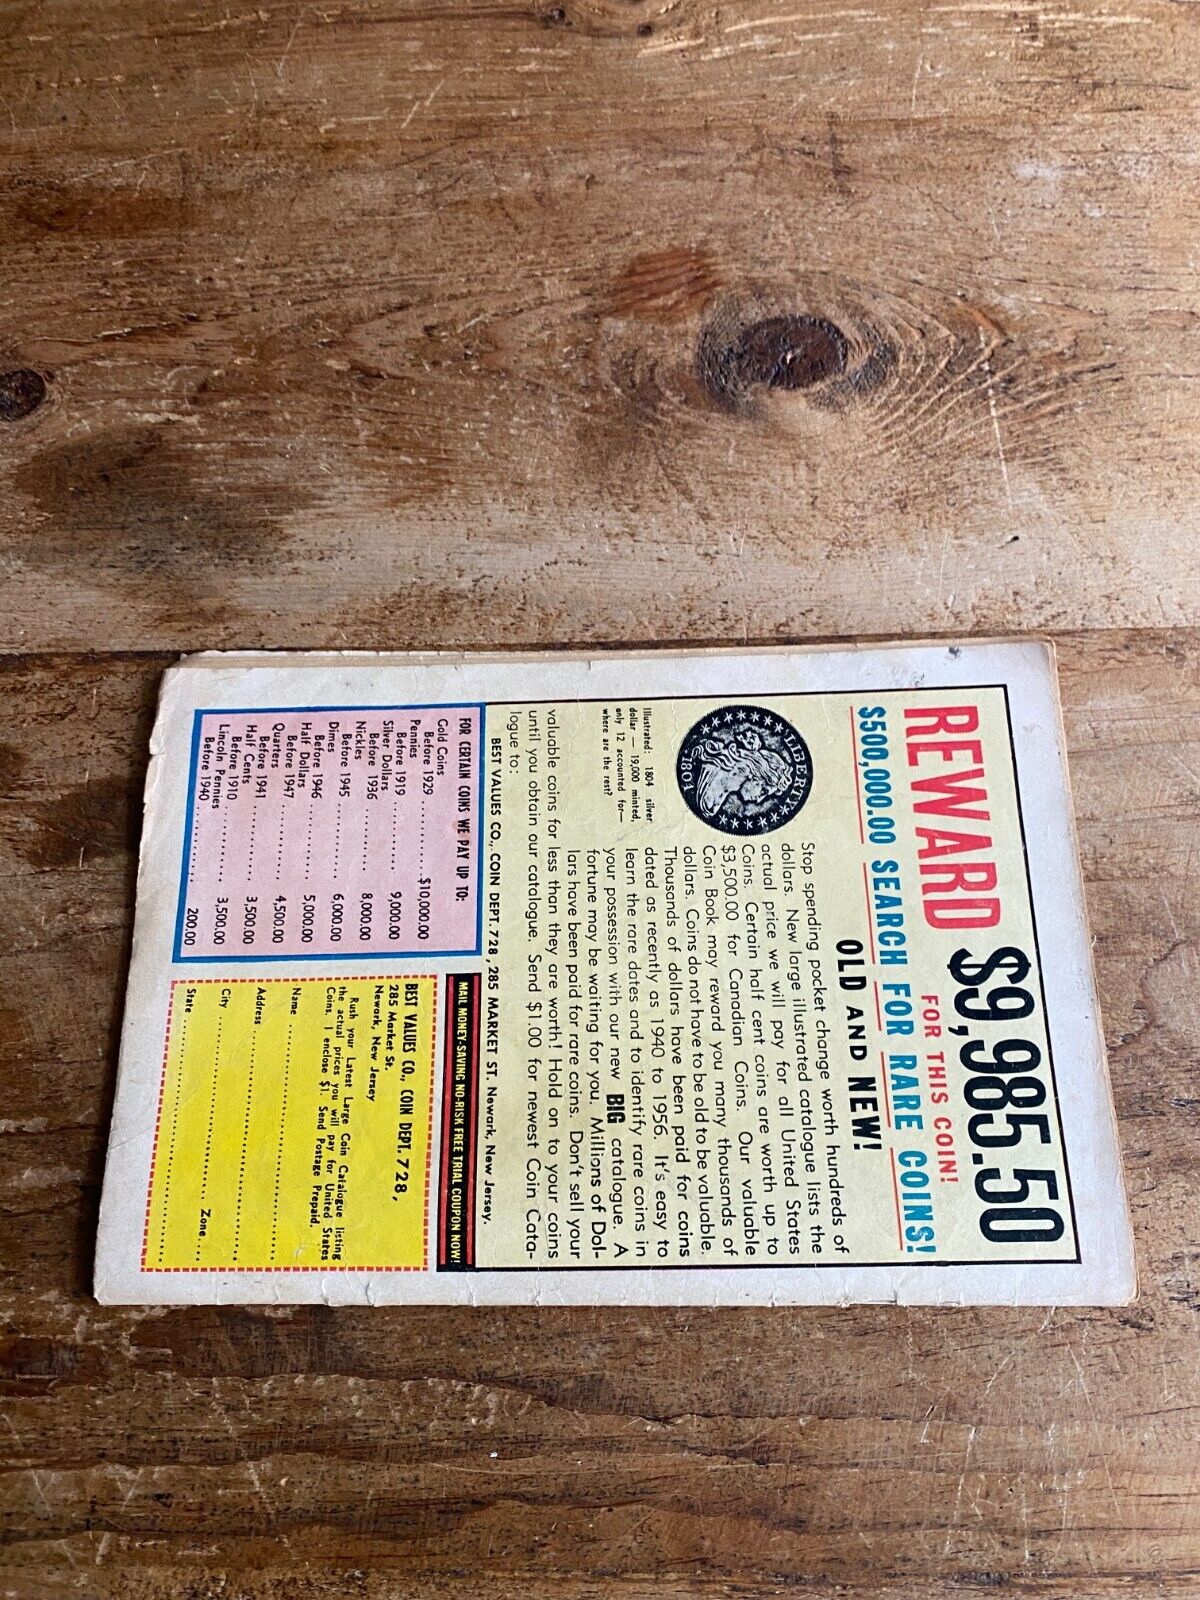 REWARD $9,985.50
FOR THIS COIN!
$500,000.00 SEARCH FOR RARE COINS!
OLD AND NEW!
LIBERTY
1804
Illustrated: 1804 silver
dollar — 19,000 minted,
only 12 accounted for—
where are the rest?
Stop spending pocket change worth hundreds of
dollars. New large illustrated catalogue lists the
actual price we will pay for all United States
Coins. Certain half cent coins are worth up to
$3,500.00 for Canadian Coins. Our valuable
Coin Book may reward you many thousands of
dollars. Coins do not have to be old to be valuable.
Thousands of dollars have been paid for coins
dated as recently as 1940 to 1956. It's easy to
learn the rare dates and to identify rare coins in
your possession with our new BIG catalogue. A
fortune may be waiting for you. Millions of Dol-
lars have been paid for rare coins. Don't sell your
valuable coins for less than they are worth! Hold on to your coins
until you obtain our catalogue. Send $1.00 for newest Coin Cata-
logue to:
BEST VALUES CO., COIN DEPT. 728, 285 MARKET ST. Newark, New Jersey.
FOR CERTAIN COINS WE PAY UP TO:
Gold Coins
Before 1929 ........$10,000.00
Pennies
Before 1919 ........ 9,000.00
Silver Dollars
Before 1936 ........ 8,000.00
Nickles
Before 1945 ........ 6,000.00
Dimes
Before 1946 ........ 5,000.00
Half Dollars
Before 1947 ........ 4,500.00
Quarters
Before 1941 ........ 3,500.00
Half Cents
Before 1910 ........ 3,500.00
Lincoln Pennies
Before 1940 ........ 200.00
MAIL MONEY-SAVING NO-RISK FREE TRIAL COUPON NOW!
BEST VALUES CO., COIN DEPT. 728,
285 Market St.
Newark, New Jersey
Rush your Latest Large Coin Catalogue listing
the actual prices you will pay for United States
Coins. I enclose $1. Send Postage Prepaid.
Name ........
Address ........
City ........ Zone ....
State ........